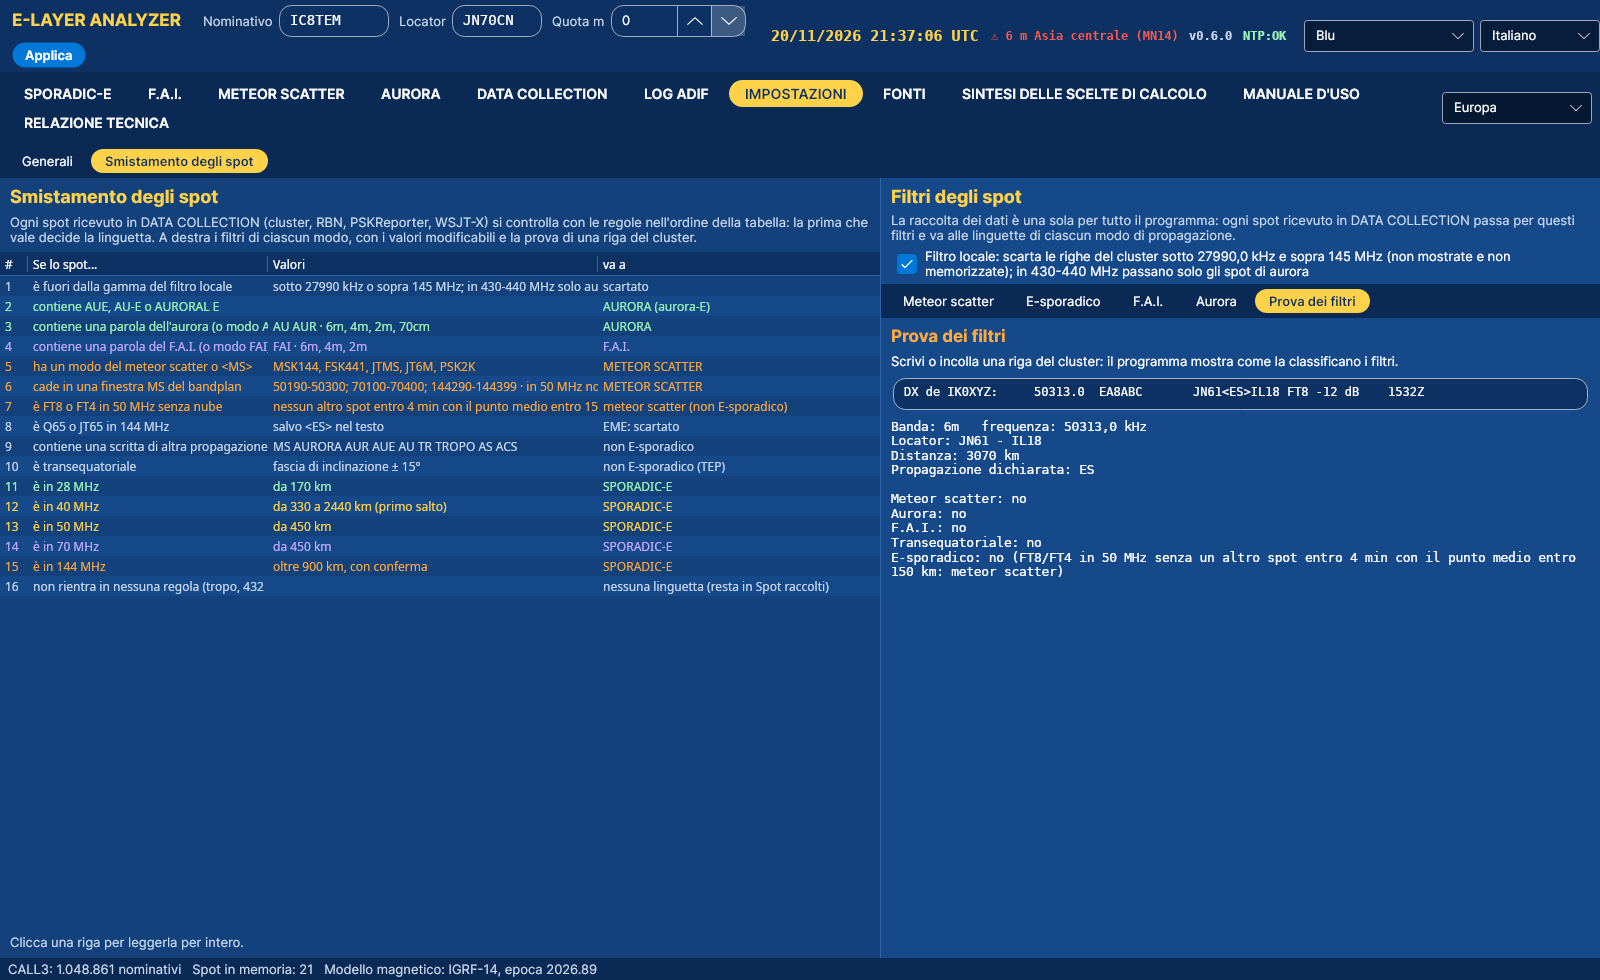 E-LAYER ANALYZER Nominativo IC8TEM Locator JN70CN Quota m 0
20/11/2026 21:37:06 UTC ⚠ 6 m Asia centrale (MN14) v0.6.0 NTP:OK Blu Italiano
Applica
SPORADIC-E F.A.I. METEOR SCATTER AURORA DATA COLLECTION LOG ADIF IMPOSTAZIONI FONTI SINTESI DELLE SCELTE DI CALCOLO MANUALE D'USO
RELAZIONE TECNICA
Europa
Generali Smistamento degli spot
Smistamento degli spot
Ogni spot ricevuto in DATA COLLECTION (cluster, RBN, PSKReporter, WSJT-X) si controlla con le regole nell'ordine della tabella: la prima che
vale decide la linguetta. A destra i filtri di ciascun modo, con i valori modificabili e la prova di una riga del cluster.
# Se lo spot... Valori va a
1 è fuori dalla gamma del filtro locale sotto 27990 kHz o sopra 145 MHz; in 430-440 MHz solo au scartato
2 contiene AUE, AU-E o AURORAL E AURORA (aurora-E)
3 contiene una parola dell'aurora (o modo A AU AUR · 6m, 4m, 2m, 70cm AURORA
4 contiene una parola del F.A.I. (o modo FAI FAI · 6m, 4m, 2m F.A.I.
5 ha un modo del meteor scatter o <MS> MSK144, FSK441, JTMS, JT6M, PSK2K METEOR SCATTER
6 cade in una finestra MS del bandplan 50190-50300; 70100-70400; 144290-144399 · in 50 MHz no METEOR SCATTER
7 è FT8 o FT4 in 50 MHz senza nube nessun altro spot entro 4 min con il punto medio entro 15 meteor scatter (non E-sporadico)
8 è Q65 o JT65 in 144 MHz salvo <ES> nel testo EME: scartato
9 contiene una scritta di altra propagazione MS AURORA AUR AUE AU TR TROPO AS ACS non E-sporadico
10 è transequatoriale fascia di inclinazione ± 15° non E-sporadico (TEP)
11 è in 28 MHz da 170 km SPORADIC-E
12 è in 40 MHz da 330 a 2440 km (primo salto) SPORADIC-E
13 è in 50 MHz da 450 km SPORADIC-E
14 è in 70 MHz da 450 km SPORADIC-E
15 è in 144 MHz oltre 900 km, con conferma SPORADIC-E
16 non rientra in nessuna regola (tropo, 432 nessuna linguetta (resta in Spot raccolti)
Clicca una riga per leggerla per intero.
Filtri degli spot
La raccolta dei dati è una sola per tutto il programma: ogni spot ricevuto in DATA COLLECTION passa per questi
filtri e va alle linguette di ciascun modo di propagazione.
Filtro locale: scarta le righe del cluster sotto 27990,0 kHz e sopra 145 MHz (non mostrate e non
memorizzate); in 430-440 MHz passano solo gli spot di aurora
Meteor scatter E-sporadico F.A.I. Aurora Prova dei filtri
Prova dei filtri
Scrivi o incolla una riga del cluster: il programma mostra come la classificano i filtri.
DX de IK0XYZ: 50313.0 EA8ABC JN61<ES>IL18 FT8 -12 dB 1532Z
Banda: 6m frequenza: 50313,0 kHz
Locator: JN61 - IL18
Distanza: 3070 km
Propagazione dichiarata: ES
Meteor scatter: no
Aurora: no
F.A.I.: no
Transequatoriale: no
E-sporadico: no (FT8/FT4 in 50 MHz senza un altro spot entro 4 min con il punto medio entro
150 km: meteor scatter)
CALL3: 1.048.861 nominativi Spot in memoria: 21 Modello magnetico: IGRF-14, epoca 2026.89